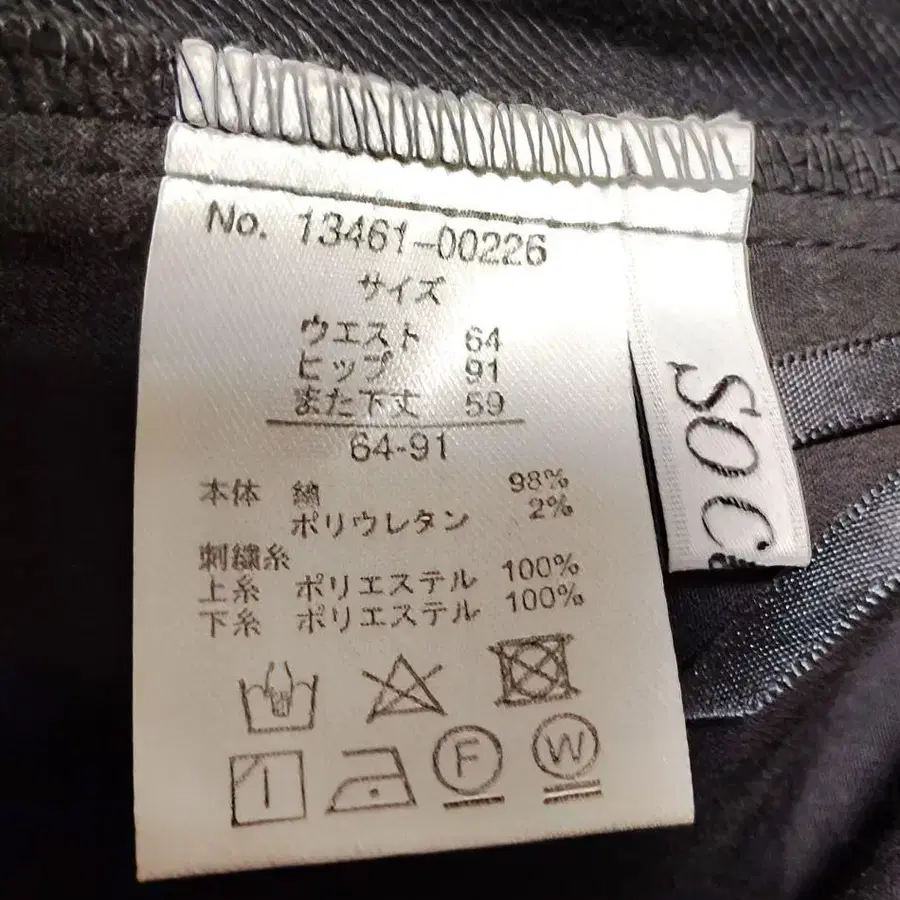 No. 13461-00226
サイズ
ウエスト 64
ヒップ 91
また下丈 59
64-91
本体 綿 98%
ポリウレタン 2%
刺繍糸
上糸 ポリエステル 100%
下糸 ポリエステル 100%
F
W
SOC